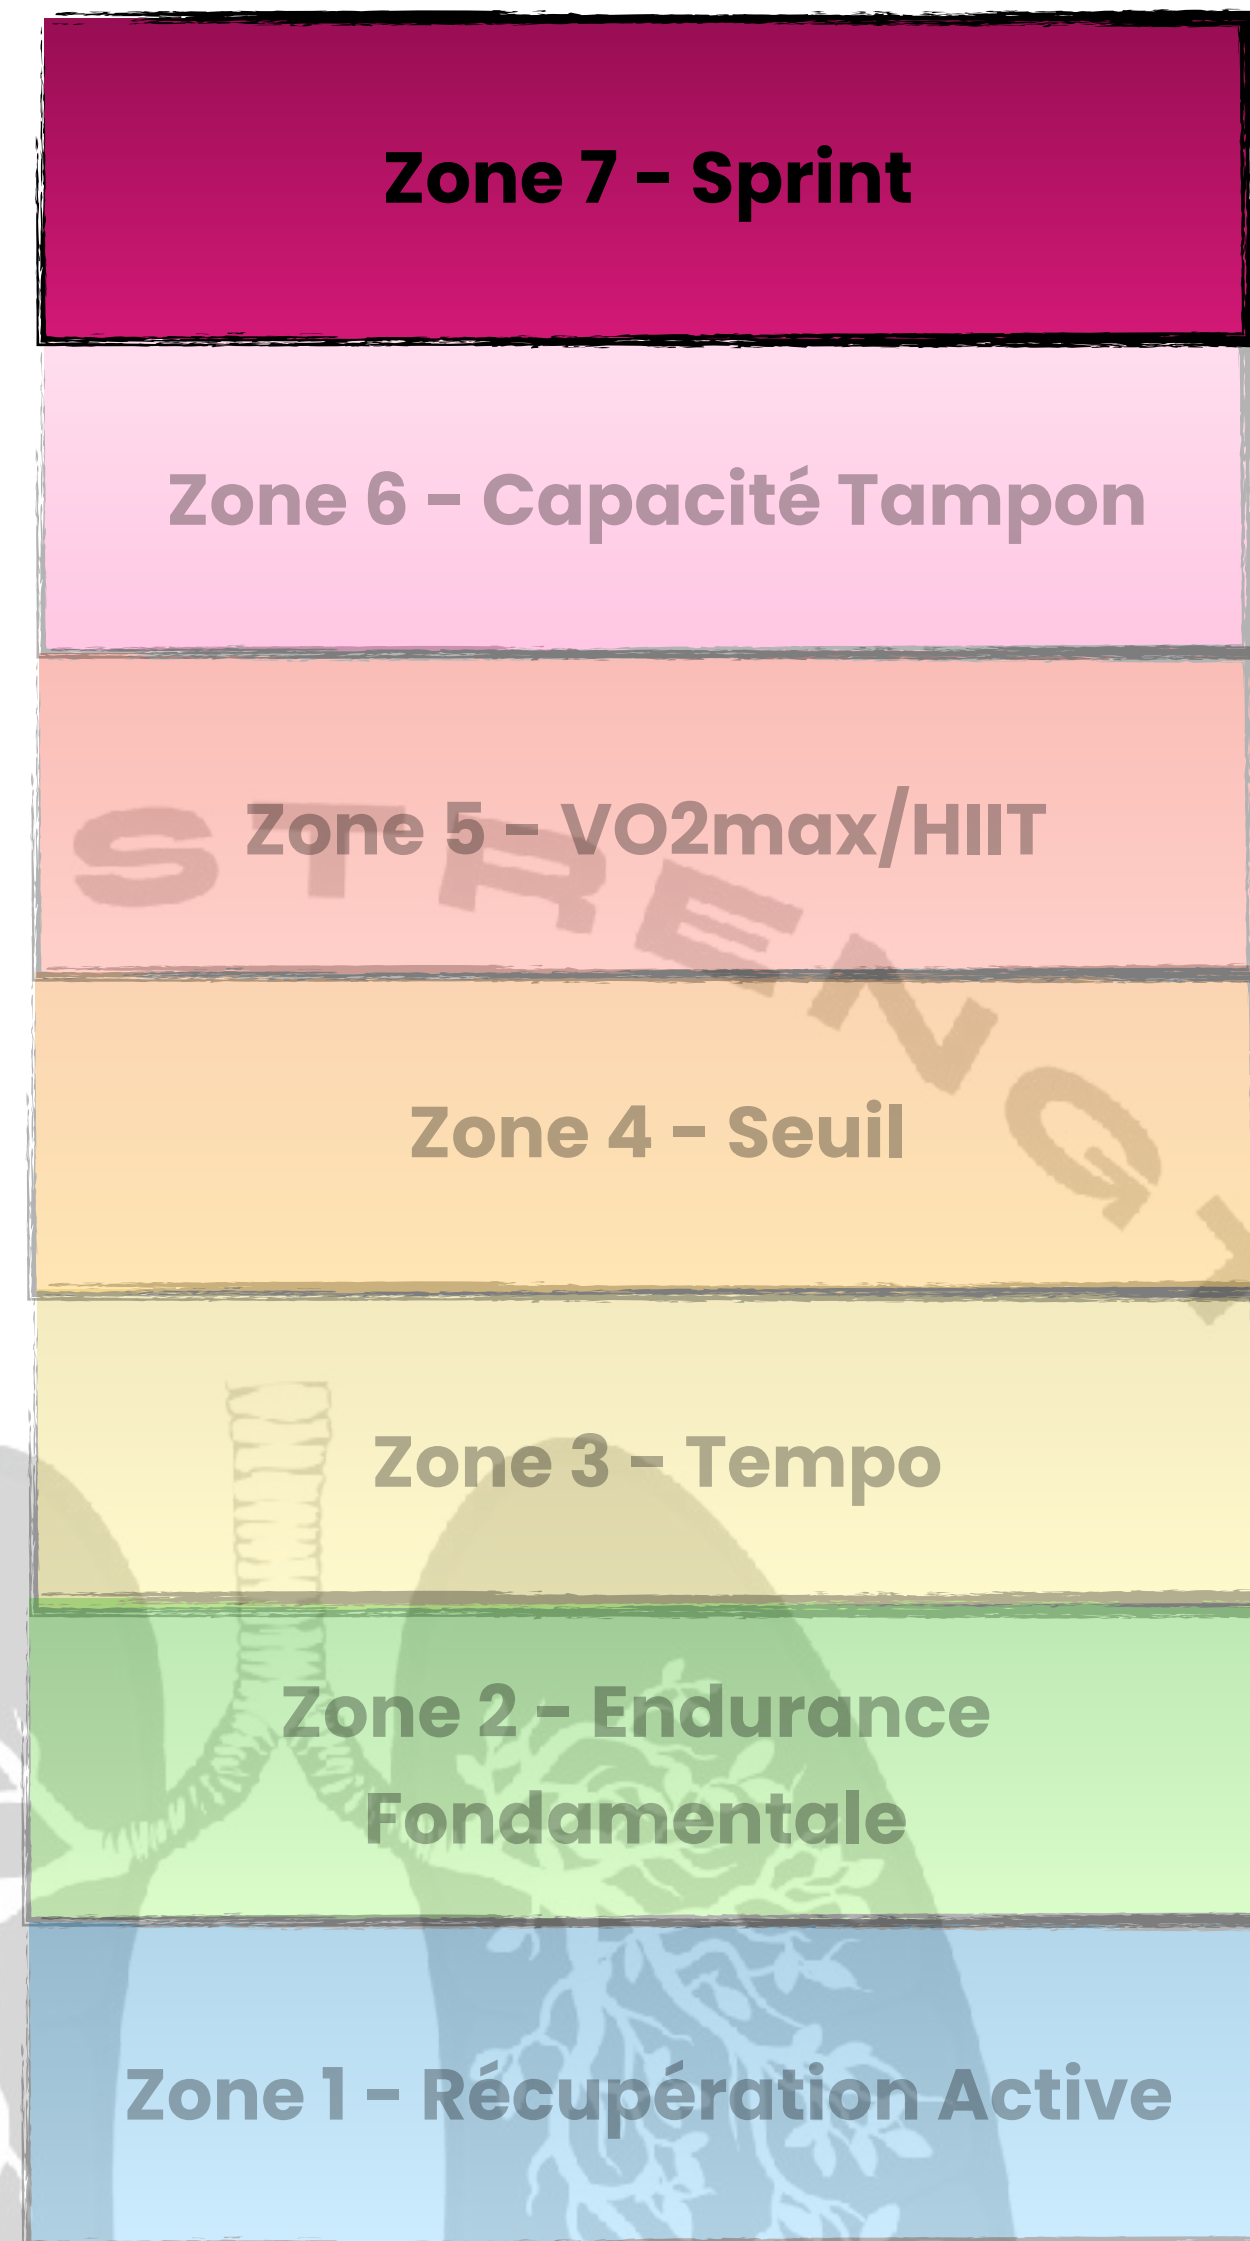 Zone 7 - Sprint
Zone 6 - Capacité Tampon
Zone 5 - VO2max/HIIT
STRENGT
Zone 4 - Seuil
Zone 3 - Tempo
Zone 2 - Endurance
Fondamentale
Zone 1 - Récupération Active